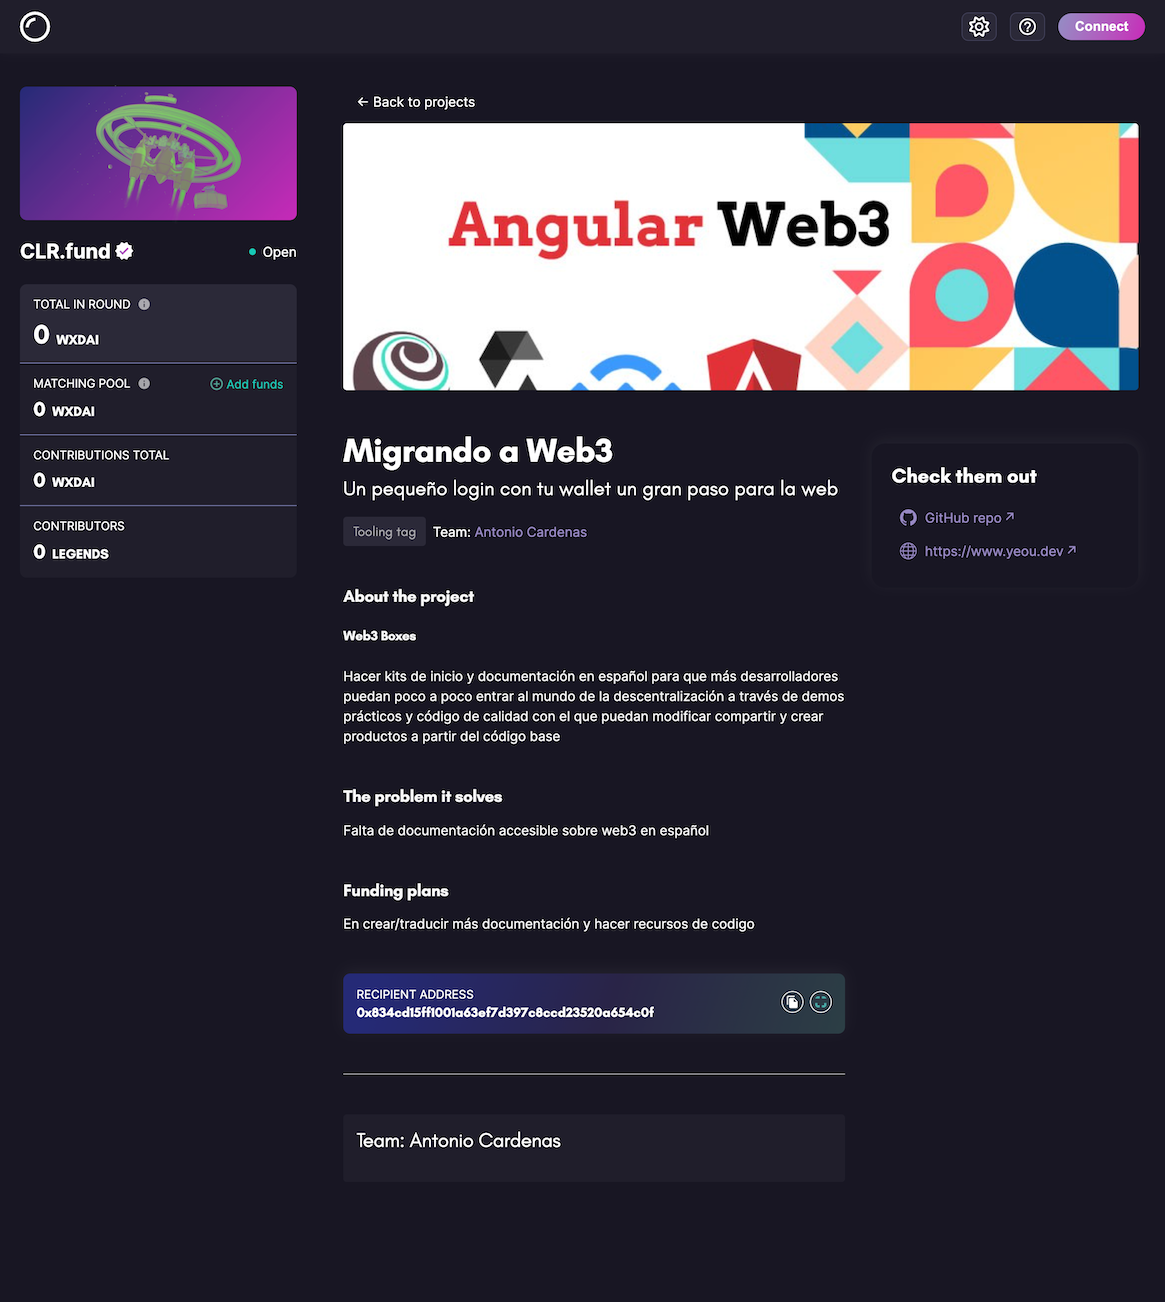 Connect
CLR.fund
Open
TOTAL IN ROUND
0 WXDAI
MATCHING POOL
Add funds
0 WXDAI
CONTRIBUTIONS TOTAL
0 WXDAI
CONTRIBUTORS
0 LEGENDS
← Back to projects
Angular Web3
Migrando a Web3
Un pequeño login con tu wallet un gran paso para la web
Tooling tag
Team: Antonio Cardenas
About the project
Web3 Boxes
Hacer kits de inicio y documentación en español para que más desarrolladores
puedan poco a poco entrar al mundo de la descentralización a través de demos
prácticos y código de calidad con el que puedan modificar compartir y crear
productos a partir del código base
The problem it solves
Falta de documentación accesible sobre web3 en español
Funding plans
En crear/traducir más documentación y hacer recursos de codigo
RECIPIENT ADDRESS
0x834cd15ff1001a63ef7d397c8ccd23520a654c0f
Team: Antonio Cardenas
Check them out
GitHub repo ↗
https://www.yeou.dev ↗